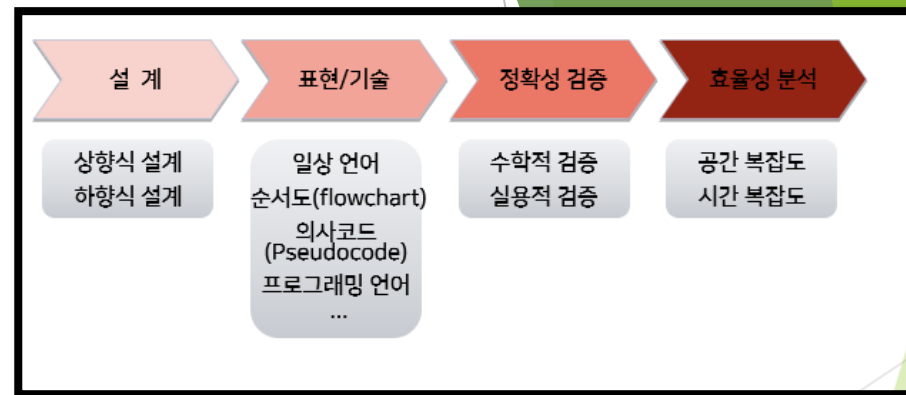 설 계
표현/기술
정확성 검증
효율성 분석
상향식 설계
하향식 설계
일상 언어
순서도(flowchart)
의사코드
(Pseudocode)
프로그래밍 언어
...
수학적 검증
실용적 검증
공간 복잡도
시간 복잡도